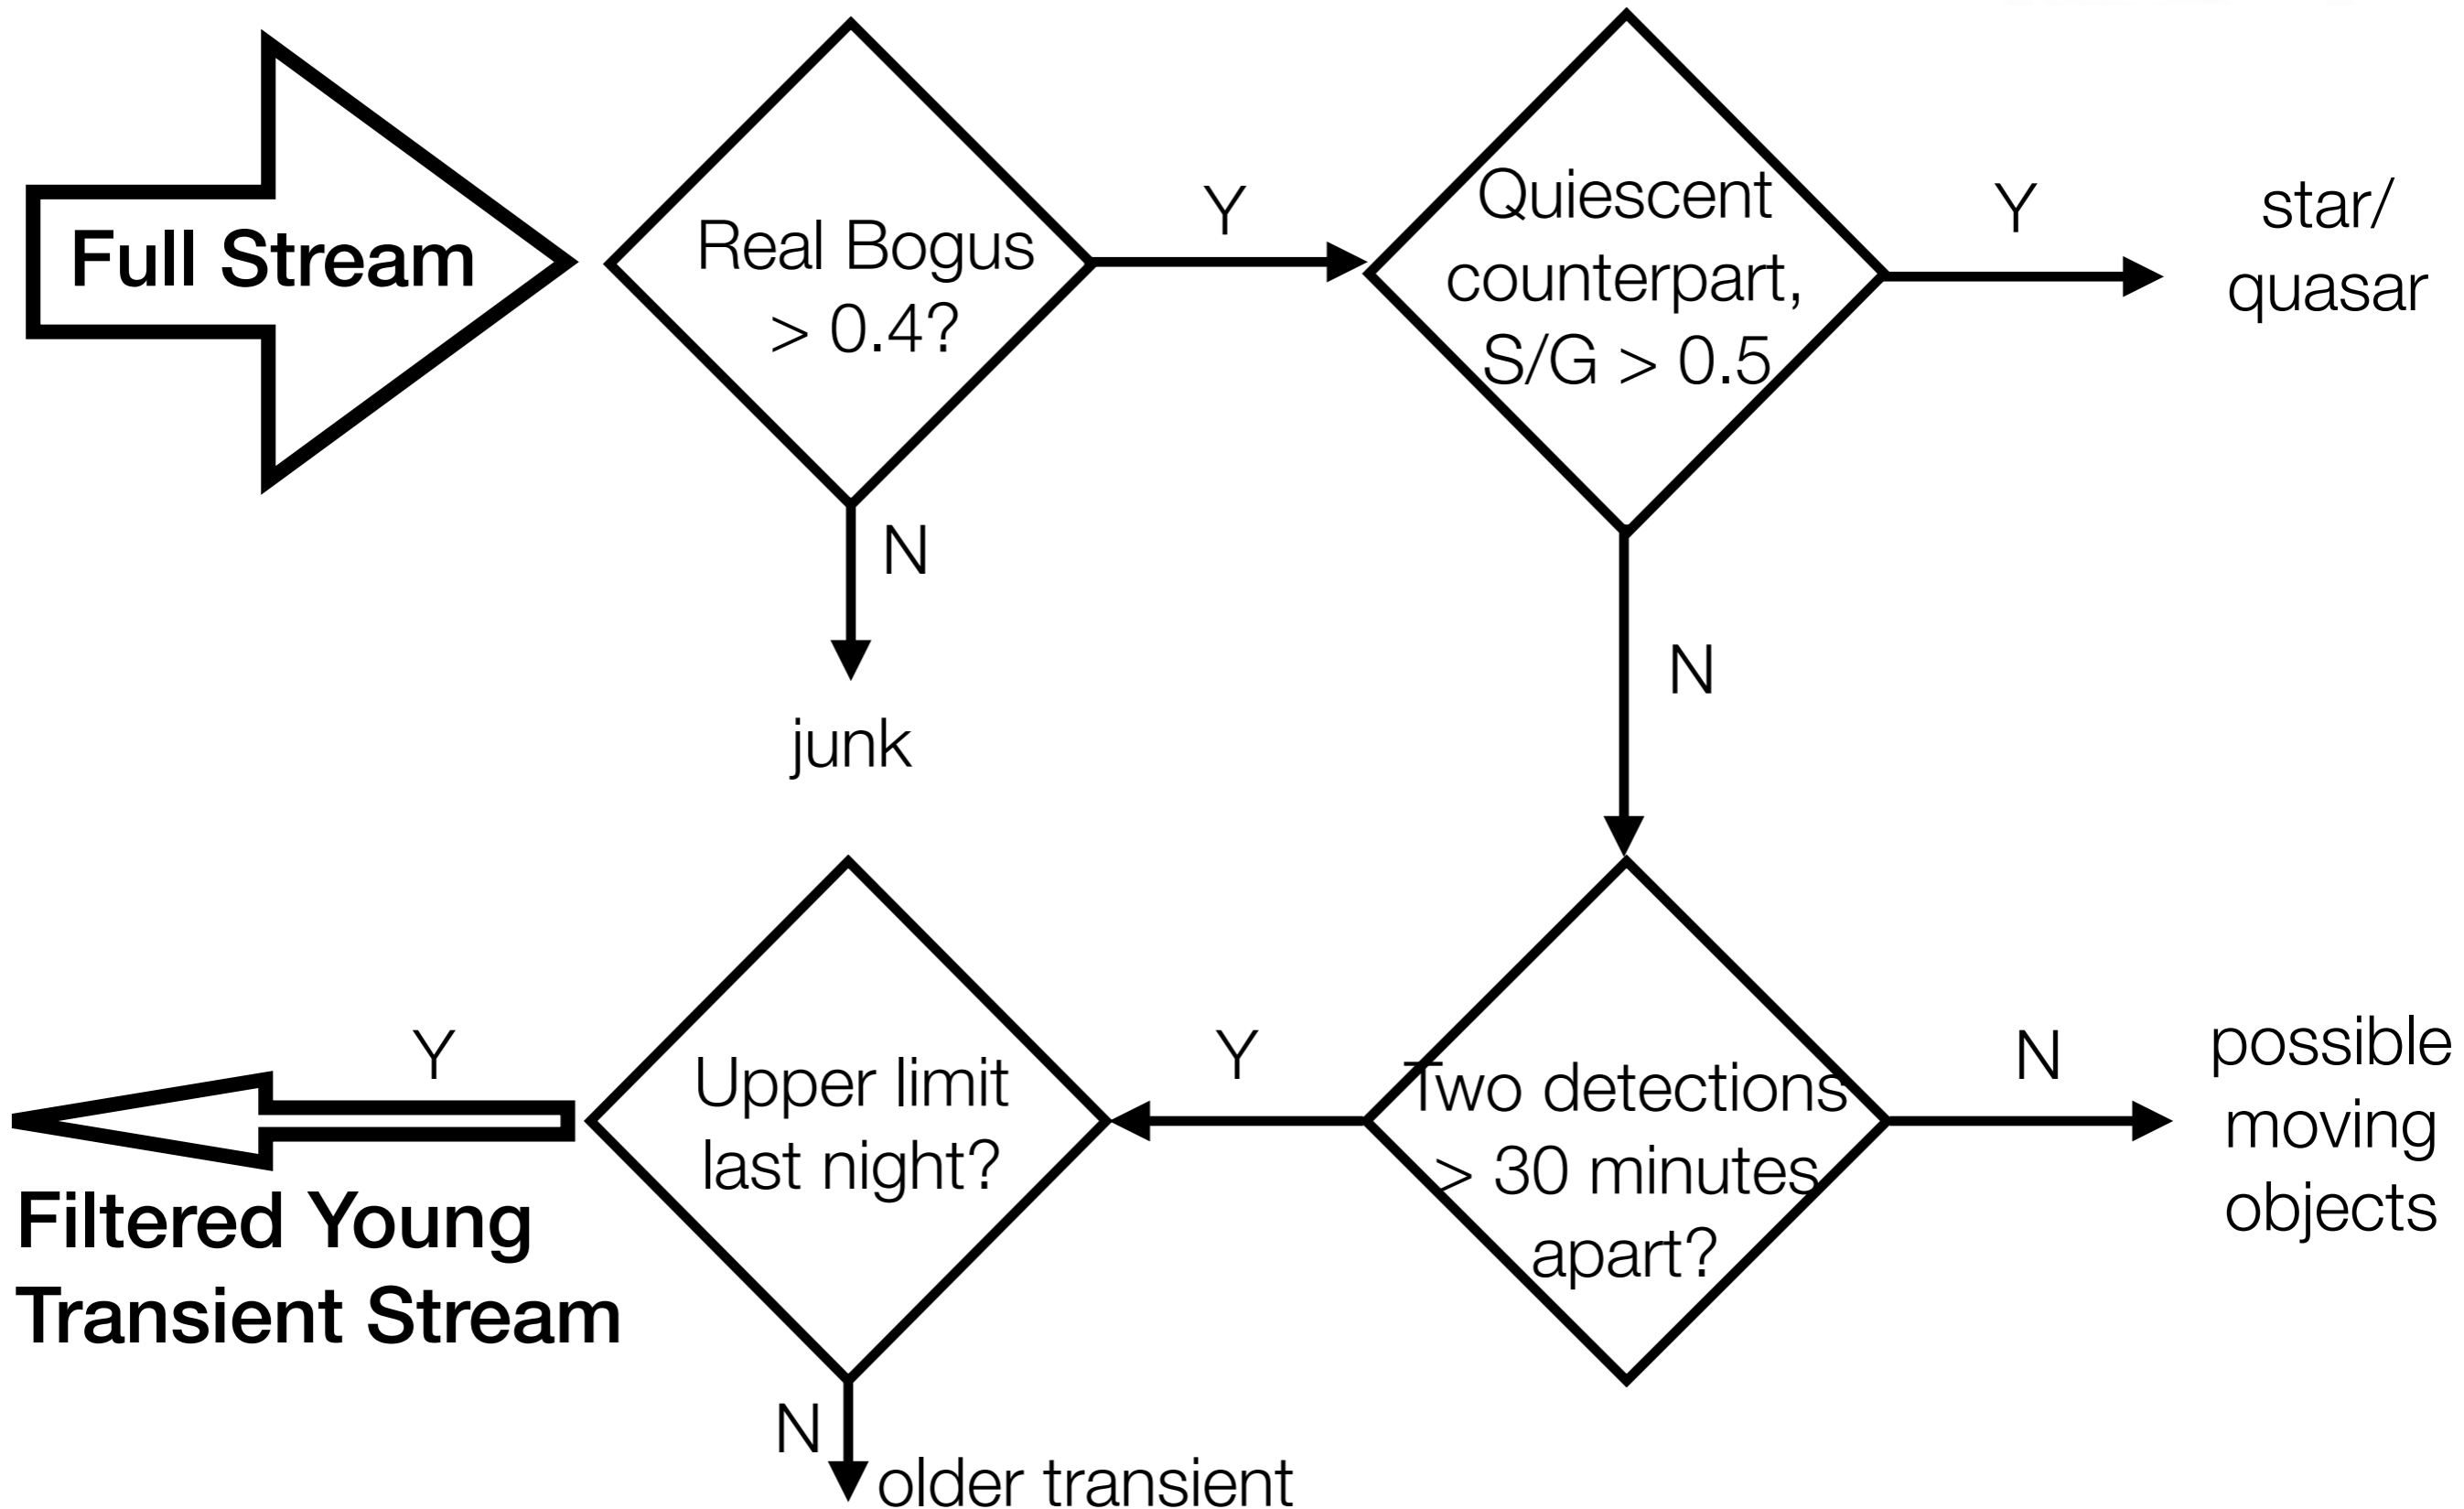 Full Stream
Real Bogus
> 0.4?
Y
Quiescent
counterpart,
S/G > 0.5
Y
star/
quasar
N
junk
N
Two detections
> 30 minutes
apart?
N
possible
moving
objects
Y
Upper limit
last night?
Y
Filtered Young
Transient Stream
N
older transient